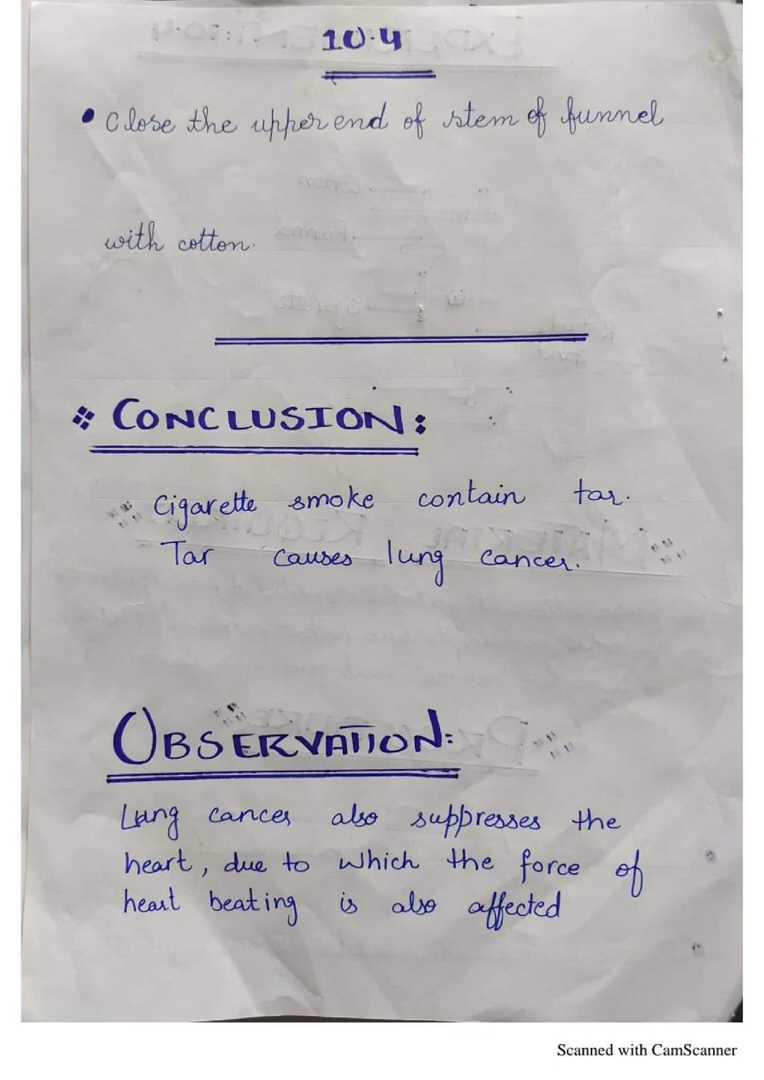 10.4
• Close the upper end of stem of funnel
with cotton.
CONCLUSION:
Cigarette smoke contain tar.
Tar causes lung cancer.
OBSERVATION:
Lung cancer also suppresses the
heart, due to which the force of
heart beating is also affected
Scanned with CamScanner